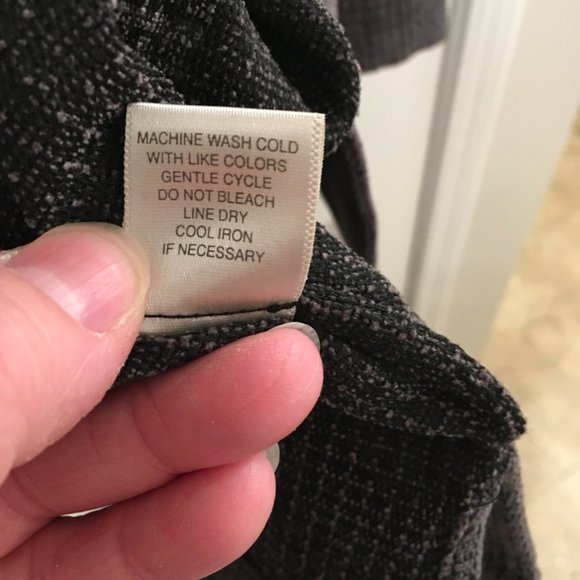 MACHINE WASH COLD
WITH LIKE COLORS
GENTLE CYCLE
DO NOT BLEACH
LINE DRY
COOL IRON
IF NECESSARY